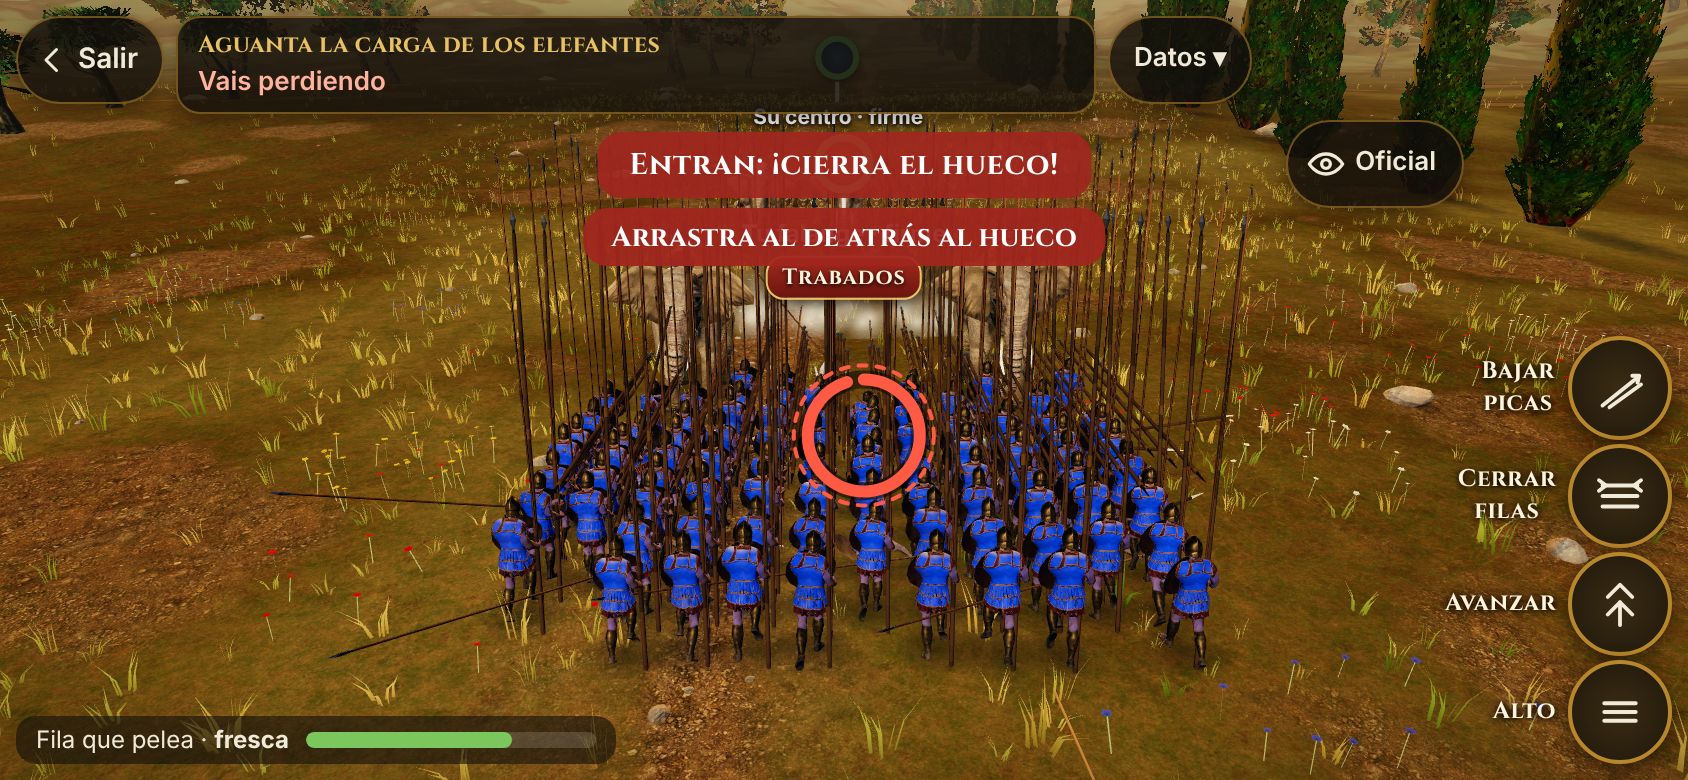 Salir
AGUANTA LA CARGA DE LOS ELEFANTES
Vais perdiendo
Datos ▾
Su centro · firme
ENTRAN: ¡CIERRA EL HUECO!
Oficial
ARRASTRA AL DE ATRÁS AL HUECO
TRABADOS
BAJAR
PICAS
CERRAR
FILAS
AVANZAR
ALTO
Fila que pelea · fresca